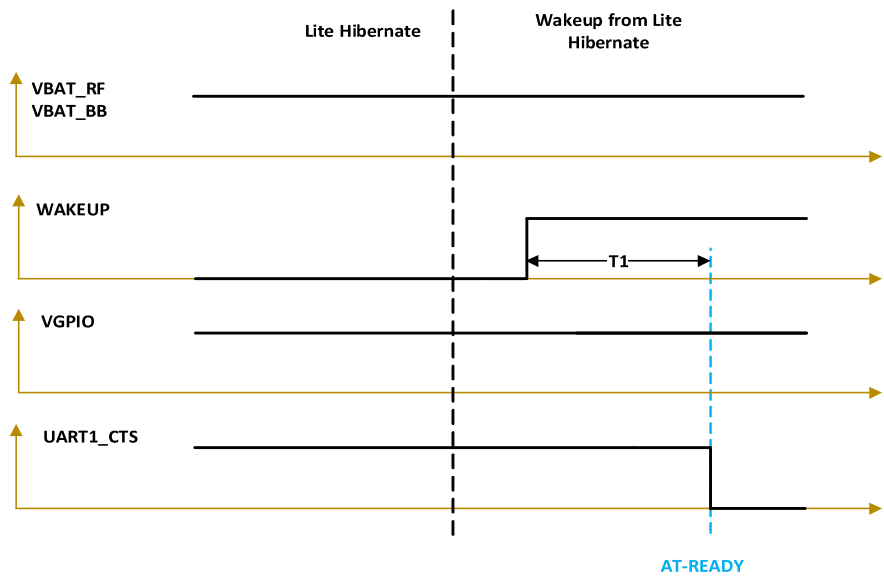 Lite Hibernate
Wakeup from Lite
Hibernate
VBAT_RF
VBAT_BB
WAKEUP
T1
VGPIO
UART1_CTS
AT-READY